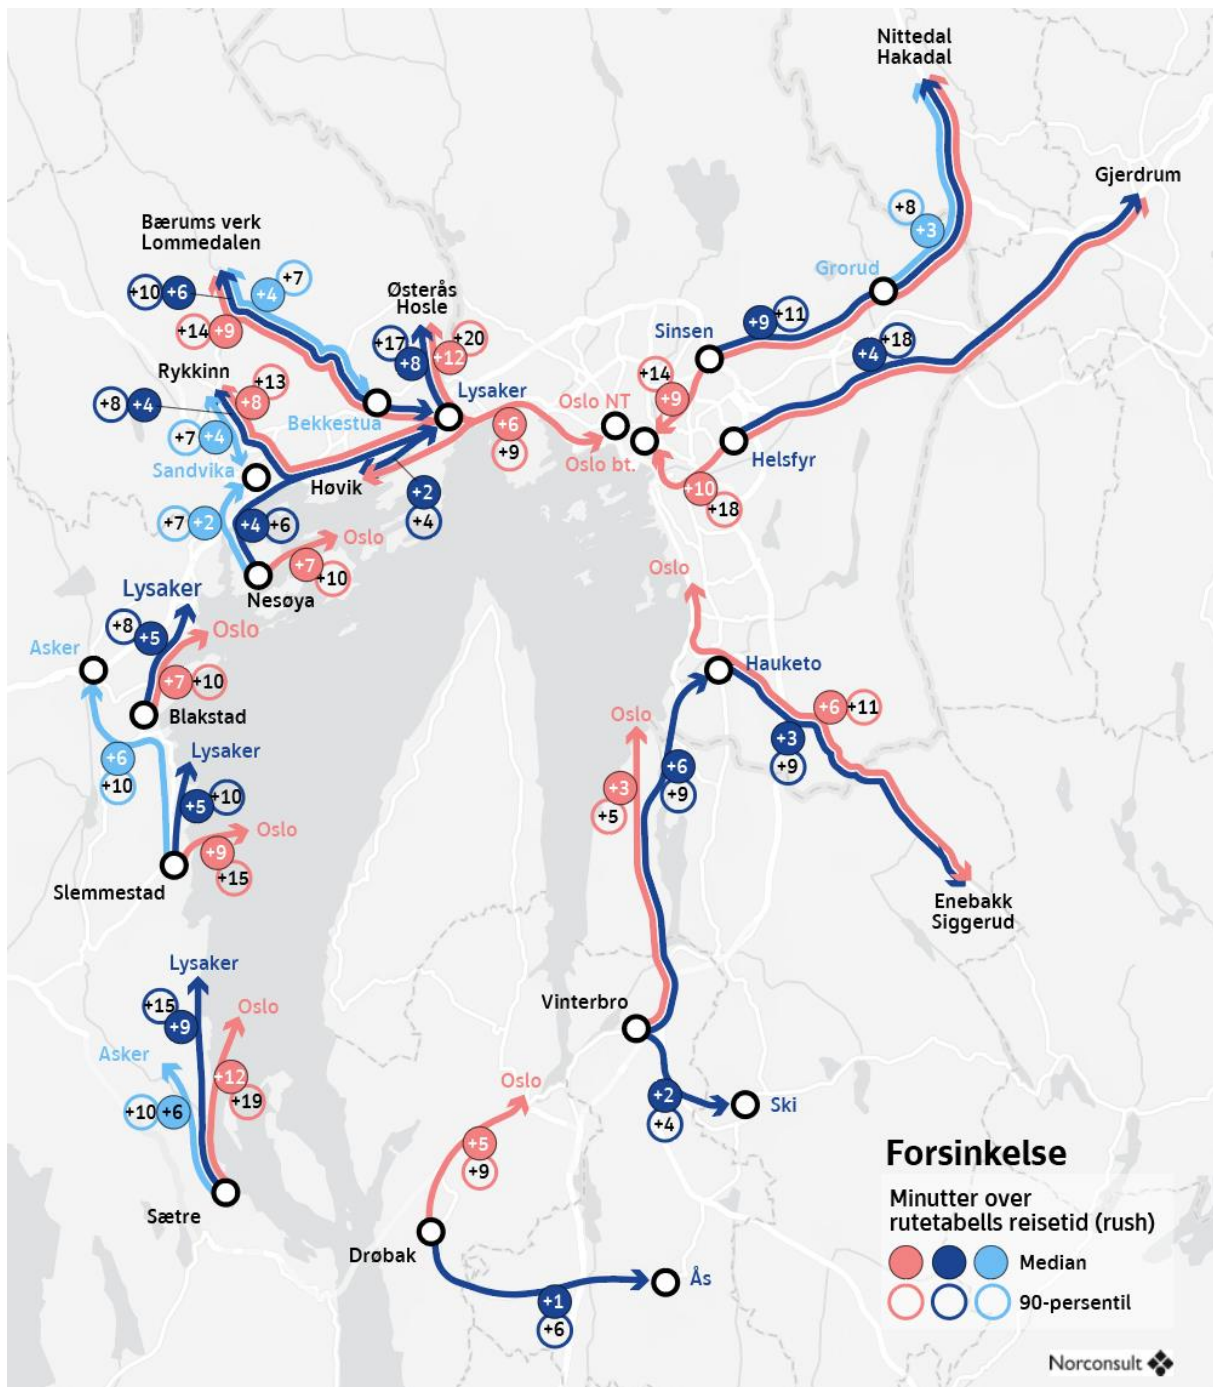 Nittedal
Hakadal
Gjerdrum
+8
+3
Grorud
Bærums verk
Lommedalen
+7
+10
+6
+4
+14
+9
Østerås
Hosle
+17
+8
+20
+12
Sinsen
+9
+11
+18
+4
Rykkinn
+13
+8
+8
+4
+7
+4
Bekkestua
Lysaker
+6
+9
Oslo NT
Oslo bt.
+14
+9
Helsfyr
+10
+18
Sandvika
Høvik
+2
+4
+7
+2
+4
+6
Oslo
+7
+10
Nesøya
Lysaker
+8
+5
Oslo
Asker
+7
+10
Blakstad
+6
+10
Lysaker
+5
+10
Oslo
+9
+15
Slemmestad
Oslo
Hauketo
+6
+11
+3
+9
Oslo
+6
+9
+3
+5
Enebakk
Siggerud
Lysaker
+15
+9
Oslo
Asker
+12
+19
+10
+6
Sætre
Vinterbro
+2
+4
Ski
Oslo
+5
+9
Drøbak
+1
+6
Ås
Forsinkelse
Minutter over
rutetabells reisetid (rush)
Median
90-persentil
Norconsult